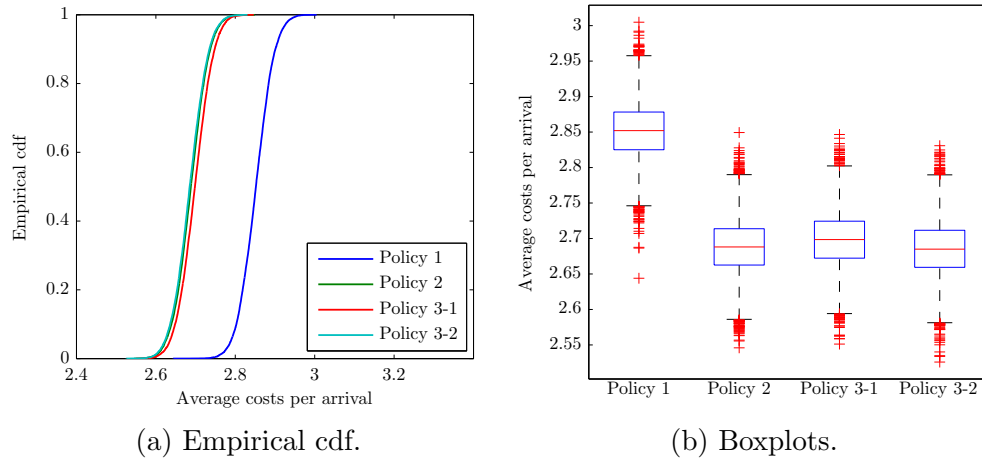 1
0.8
0.6
0.4
0.2
0
2.4
2.6
2.8
3
3.2
Empirical cdf
Average costs per arrival
Policy 1
Policy 2
Policy 3-1
Policy 3-2
(a) Empirical cdf.
3
2.95
2.9
2.85
2.8
2.75
2.7
2.65
2.6
2.55
Average costs per arrival
Policy 1
Policy 2
Policy 3-1
Policy 3-2
(b) Boxplots.